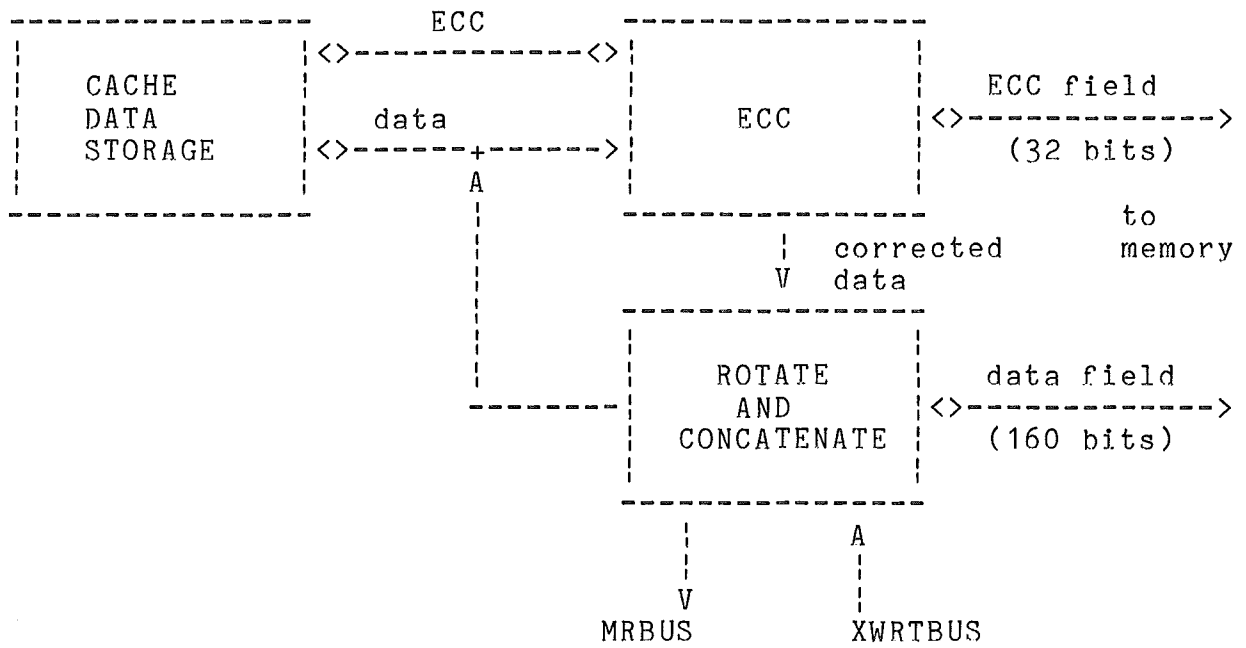 ECC
CACHE
DATA
STORAGE
data
ECC
ECC field
(32 bits)
to
memory
corrected
data
ROTATE
AND
CONCATENATE
data field
(160 bits)
MRBUS
XWRTBUS